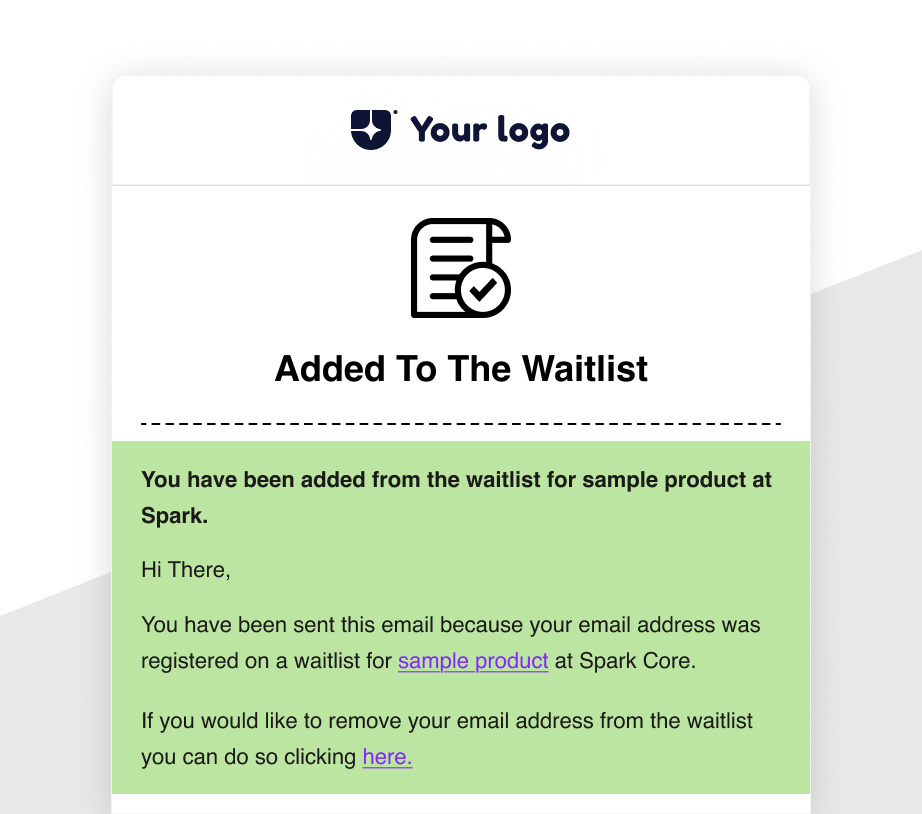 Your logo
Added To The Waitlist
You have been added from the waitlist for sample product at
Spark.
Hi There,
You have been sent this email because your email address was
registered on a waitlist for sample product at Spark Core.
If you would like to remove your email address from the waitlist
you can do so clicking here.